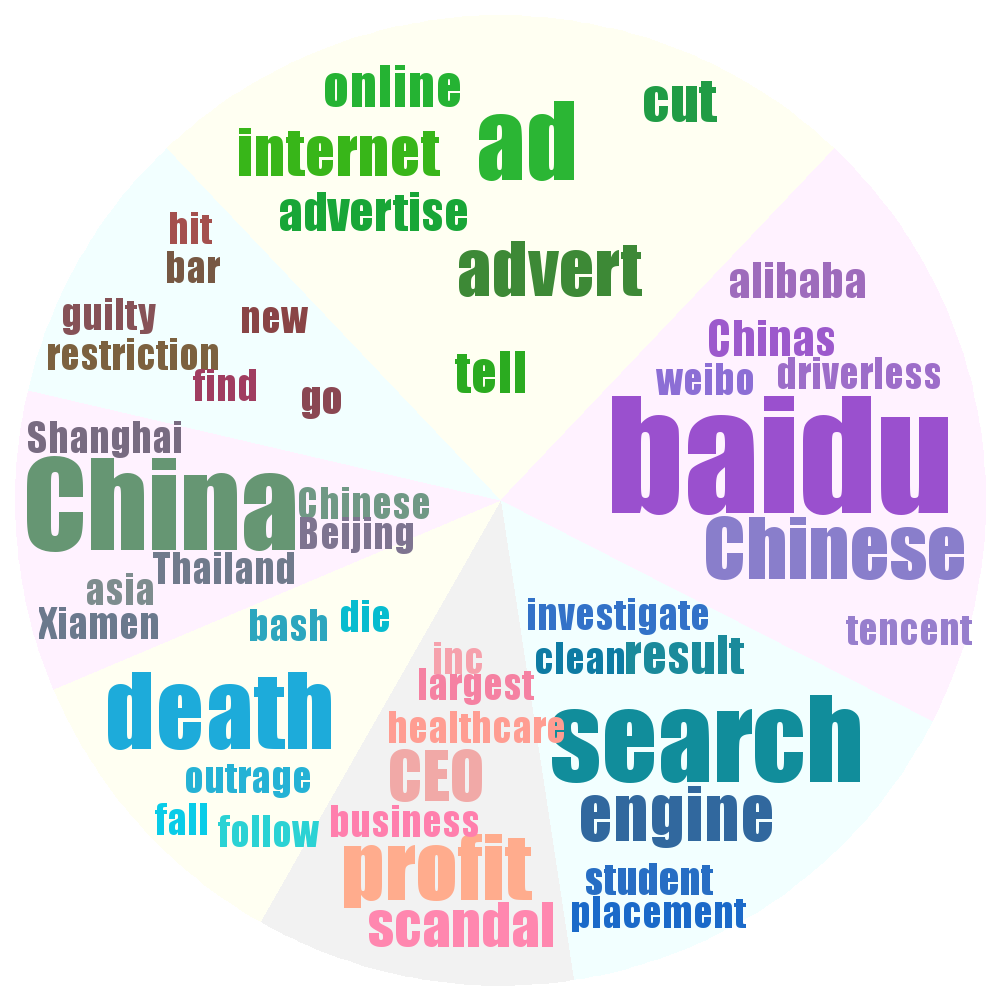 online
cut
ad
internet
advertise
advert
tell
hit
bar
guilty
new
restriction
find
go
alibaba
Chinas
weibo
driverless
baidu
Chinese
tencent
Shanghai
China
Chinese
Beijing
Thailand
asia
Xiamen
bash
die
death
outrage
fall
follow
inc
largest
healthcare
CEO
business
profit
scandal
investigate
clean
result
search
engine
student
placement